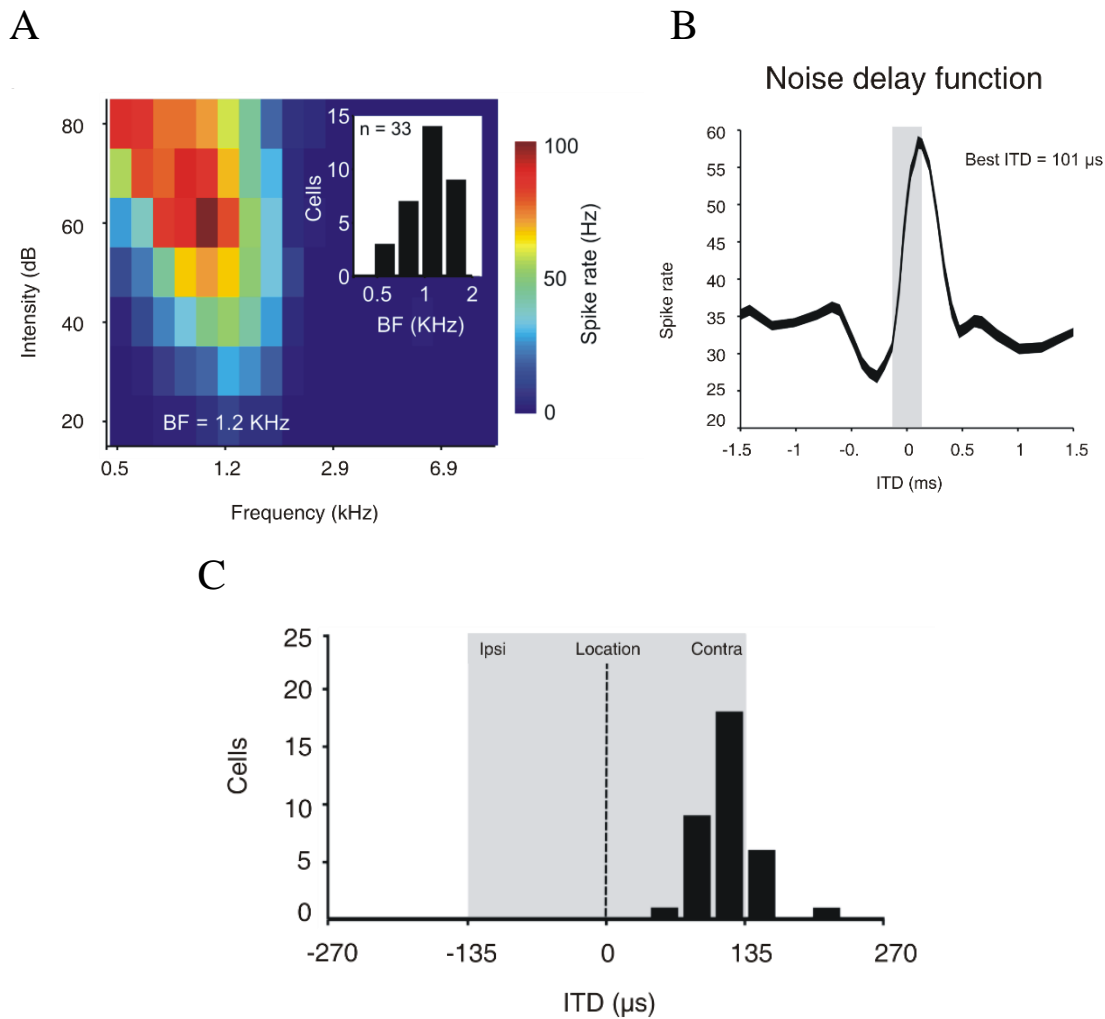 A
80
60
40
20
Intensity (dB
BF = 1.2 KHz
0.5 1.2 2.9 6.9
Frequency (kHz)
15
10
5
0
Cells
n = 33
0.5 1 2
BF (KHz)
100
50
0
Spike rate (Hz)
B
Noise delay function
60
55
50
45
40
35
30
25
20
Spike rate
Best ITD = 101 µs
-1.5 -1 -0. 0 0.5 1 1.5
ITD (ms)
C
25
20
15
10
5
0
Cells
Ipsi Location Contra
-270 -135 0 135 270
ITD (µs)